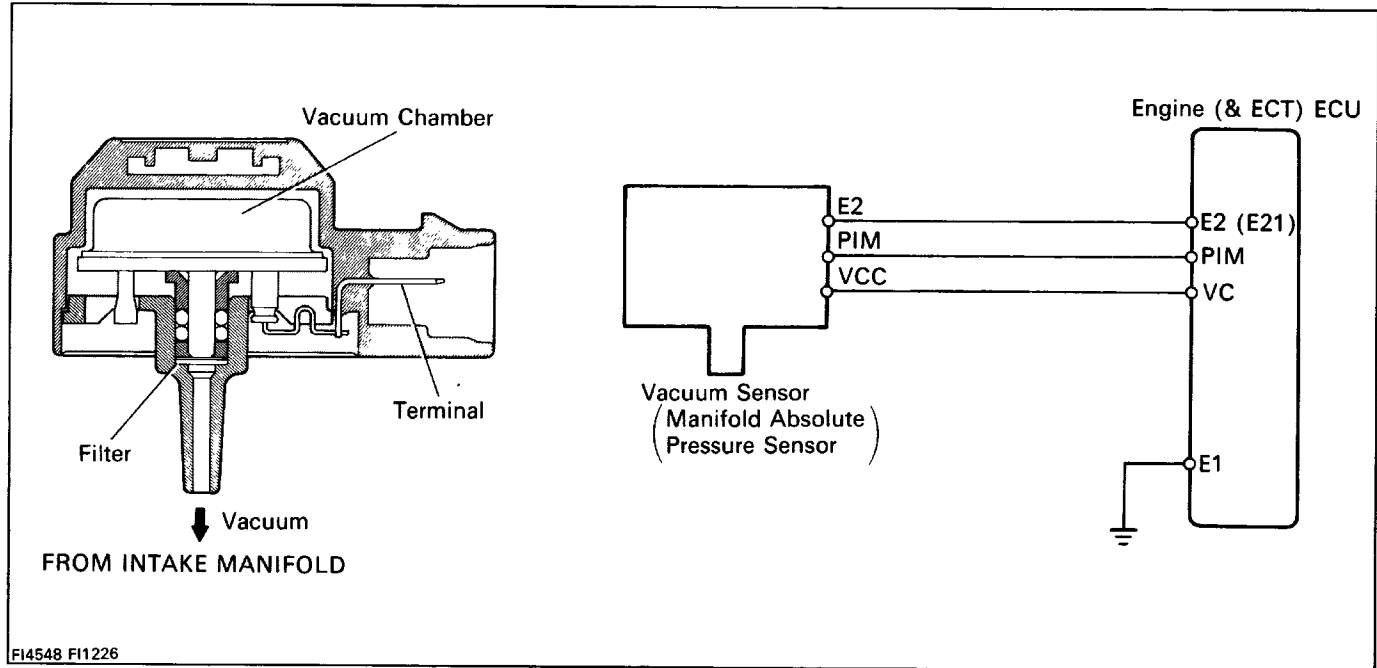 Vacuum Chamber
Terminal
Filter
Vacuum
FROM INTAKE MANIFOLD
Engine (& ECT) ECU
E2
E2 (E21)
PIM
PIM
VCC
VC
Vacuum Sensor
(Manifold Absolute
Pressure Sensor)
E1
FI4548 FI1226